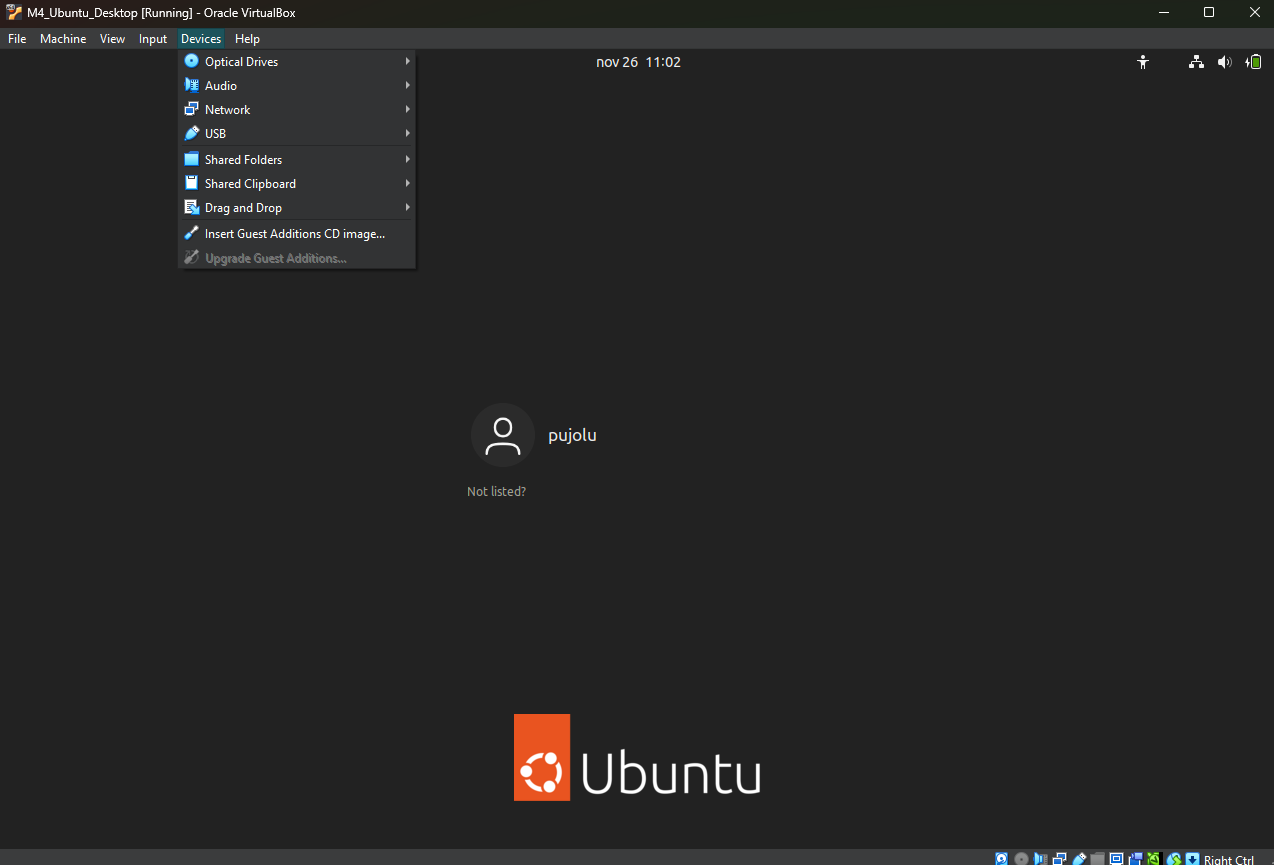 M4_Ubuntu_Desktop [Running] - Oracle VirtualBox
File Machine View Input Devices Help
nov 26 11:02
Optical Drives
Audio
Network
USB
Shared Folders
Shared Clipboard
Drag and Drop
Insert Guest Additions CD image...
Upgrade Guest Additions...
pujolu
Not listed?
Ubuntu
Right Ctrl